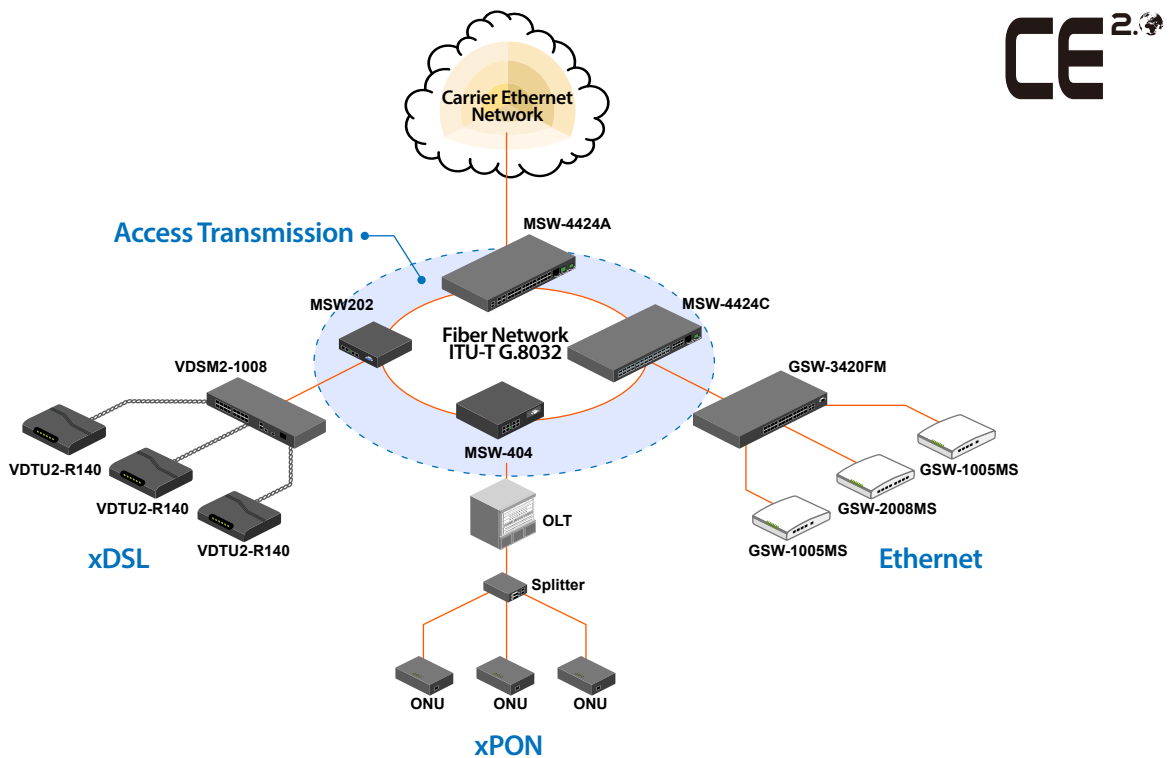 CE 2.0
Carrier Ethernet
Network
MSW-4424A
Access Transmission
MSW202
MSW-4424C
Fiber Network
ITU-T G.8032
VDSM2-1008
GSW-3420FM
MSW-404
VDTU2-R140
GSW-1005MS
VDTU2-R140
GSW-2008MS
OLT
VDTU2-R140
GSW-1005MS
xDSL
Ethernet
Splitter
ONU
ONU
ONU
xPON